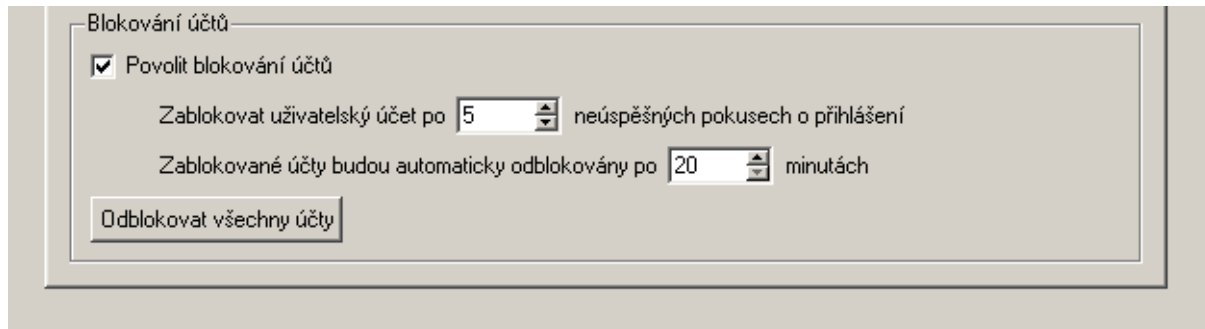 Blokování účtů
Povolit blokování účtů
Zablokovat uživatelský účet po 5 neúspěšných pokusech o přihlášení
Zablokované účty budou automaticky odblokovány po 20 minutách
Odblokovat všechny účty